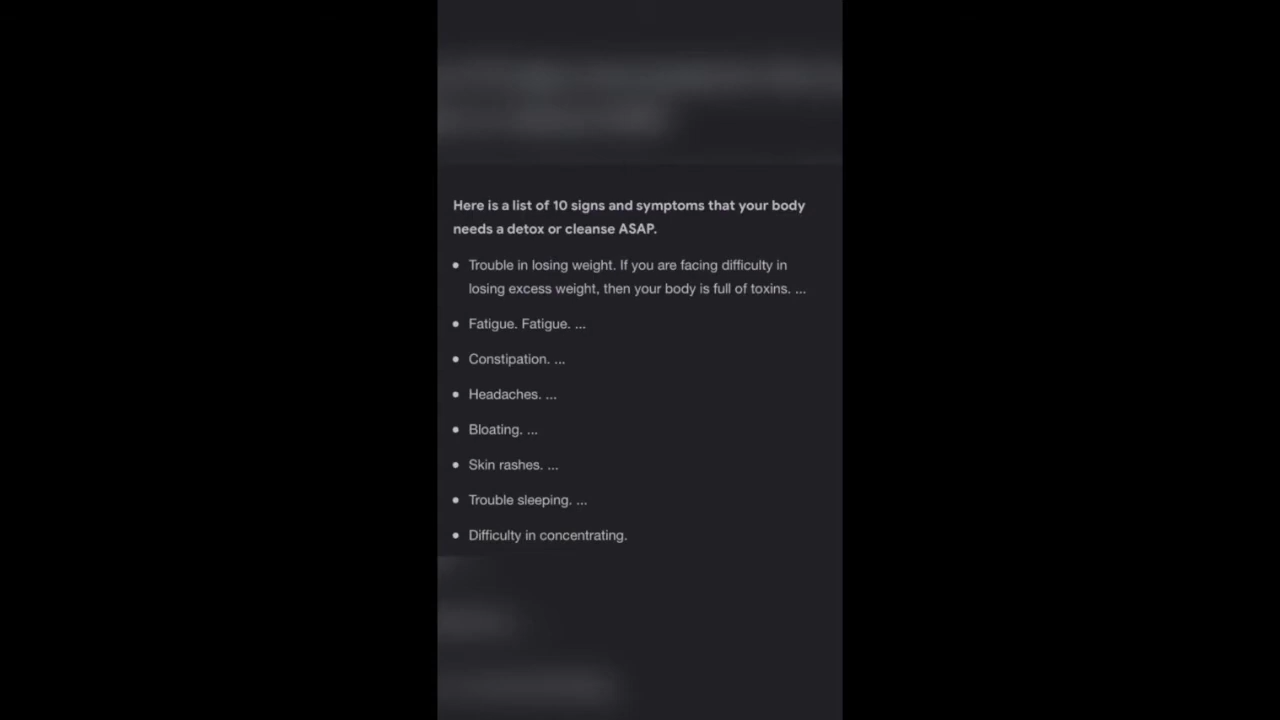 Here is a list of 10 signs and symptoms that your body
needs a detox or cleanse ASAP.
• Trouble in losing weight. If you are facing difficulty in
losing excess weight, then your body is full of toxins. ...
• Fatigue. Fatigue. ...
• Constipation. ...
• Headaches. ...
• Bloating. ...
• Skin rashes. ...
• Trouble sleeping. ...
• Difficulty in concentrating.